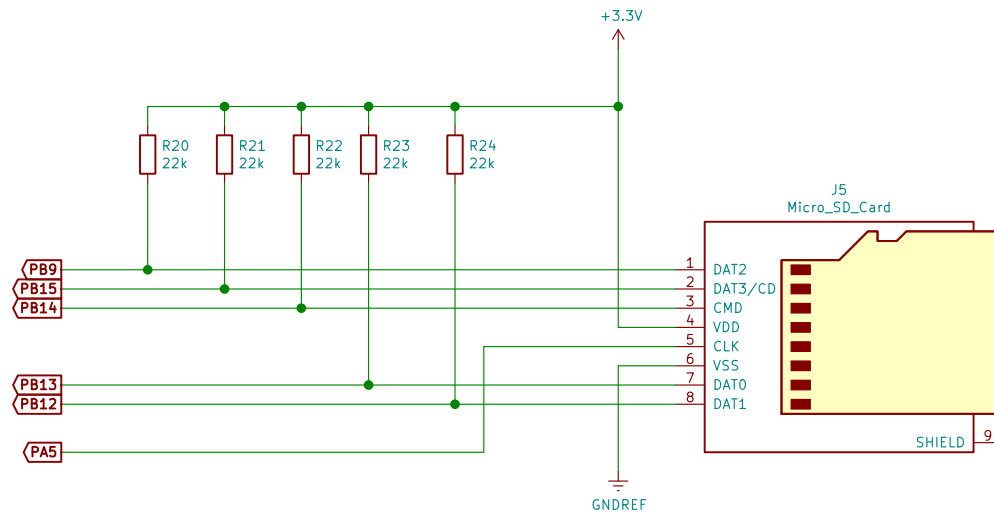 +3.3V
R20
22k
R21
22k
R22
22k
R23
22k
R24
22k
J5
Micro_SD_Card
PB9
1
DAT2
PB15
2
DAT3/CD
PB14
3
CMD
4
VDD
5
CLK
6
VSS
PB13
7
DAT0
PB12
8
DAT1
PA5
SHIELD
9
GNDREF